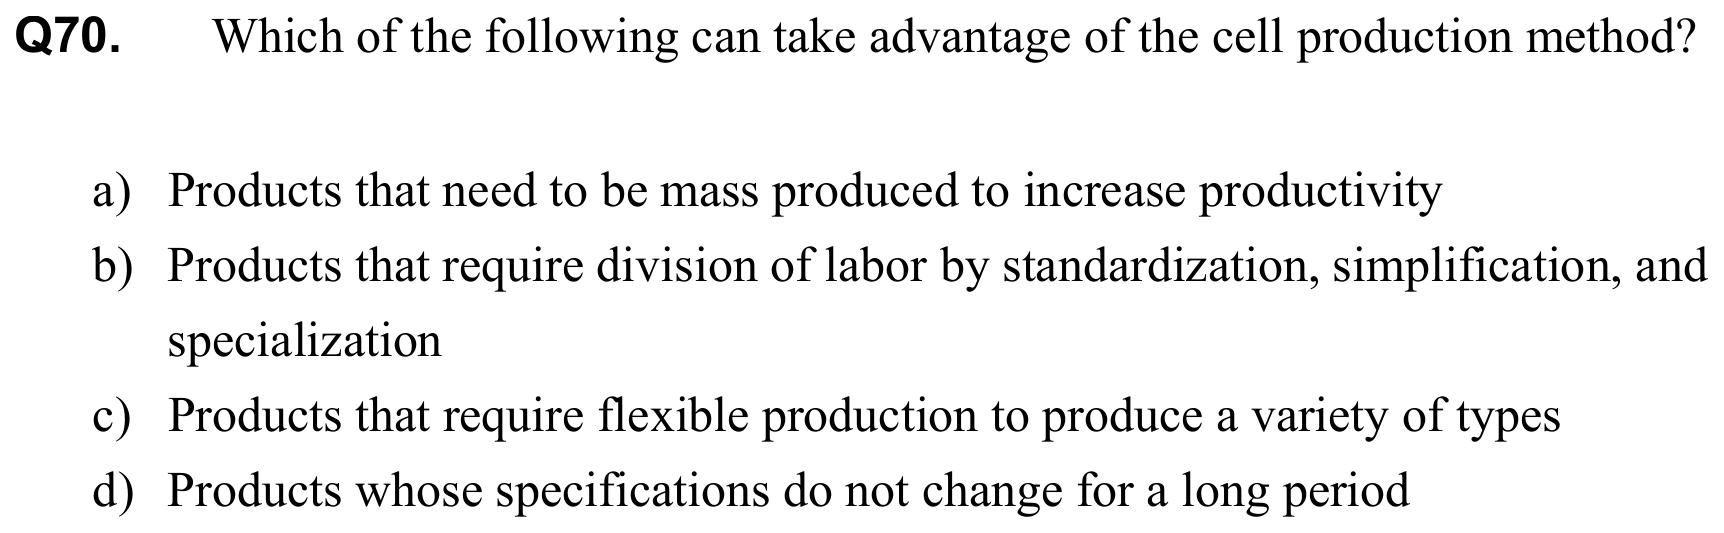 Q70. Which of the following can take advantage of the cell production method?
a) Products that need to be mass produced to increase productivity
b) Products that require division of labor by standardization, simplification, and
specialization
c) Products that require flexible production to produce a variety of types
d) Products whose specifications do not change for a long period